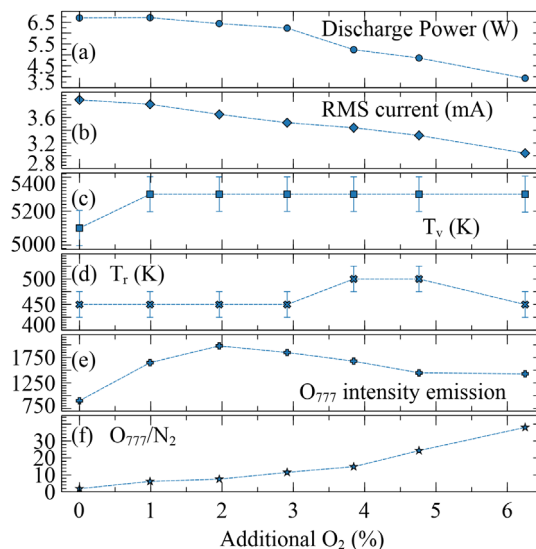 6.5
5.5
4.5
3.5
(a)
Discharge Power (W)
3.6
3.2
2.8
(b)
RMS current (mA)
5400
5200
5000
(c)
Tᵥ (K)
500
450
400
(d) Tᵣ (K)
1750
1250
750
(e)
O₇₇₇ intensity emission
30
20
10
0
(f) O₇₇₇/N₂
0 1 2 3 4 5 6
Additional O₂ (%)